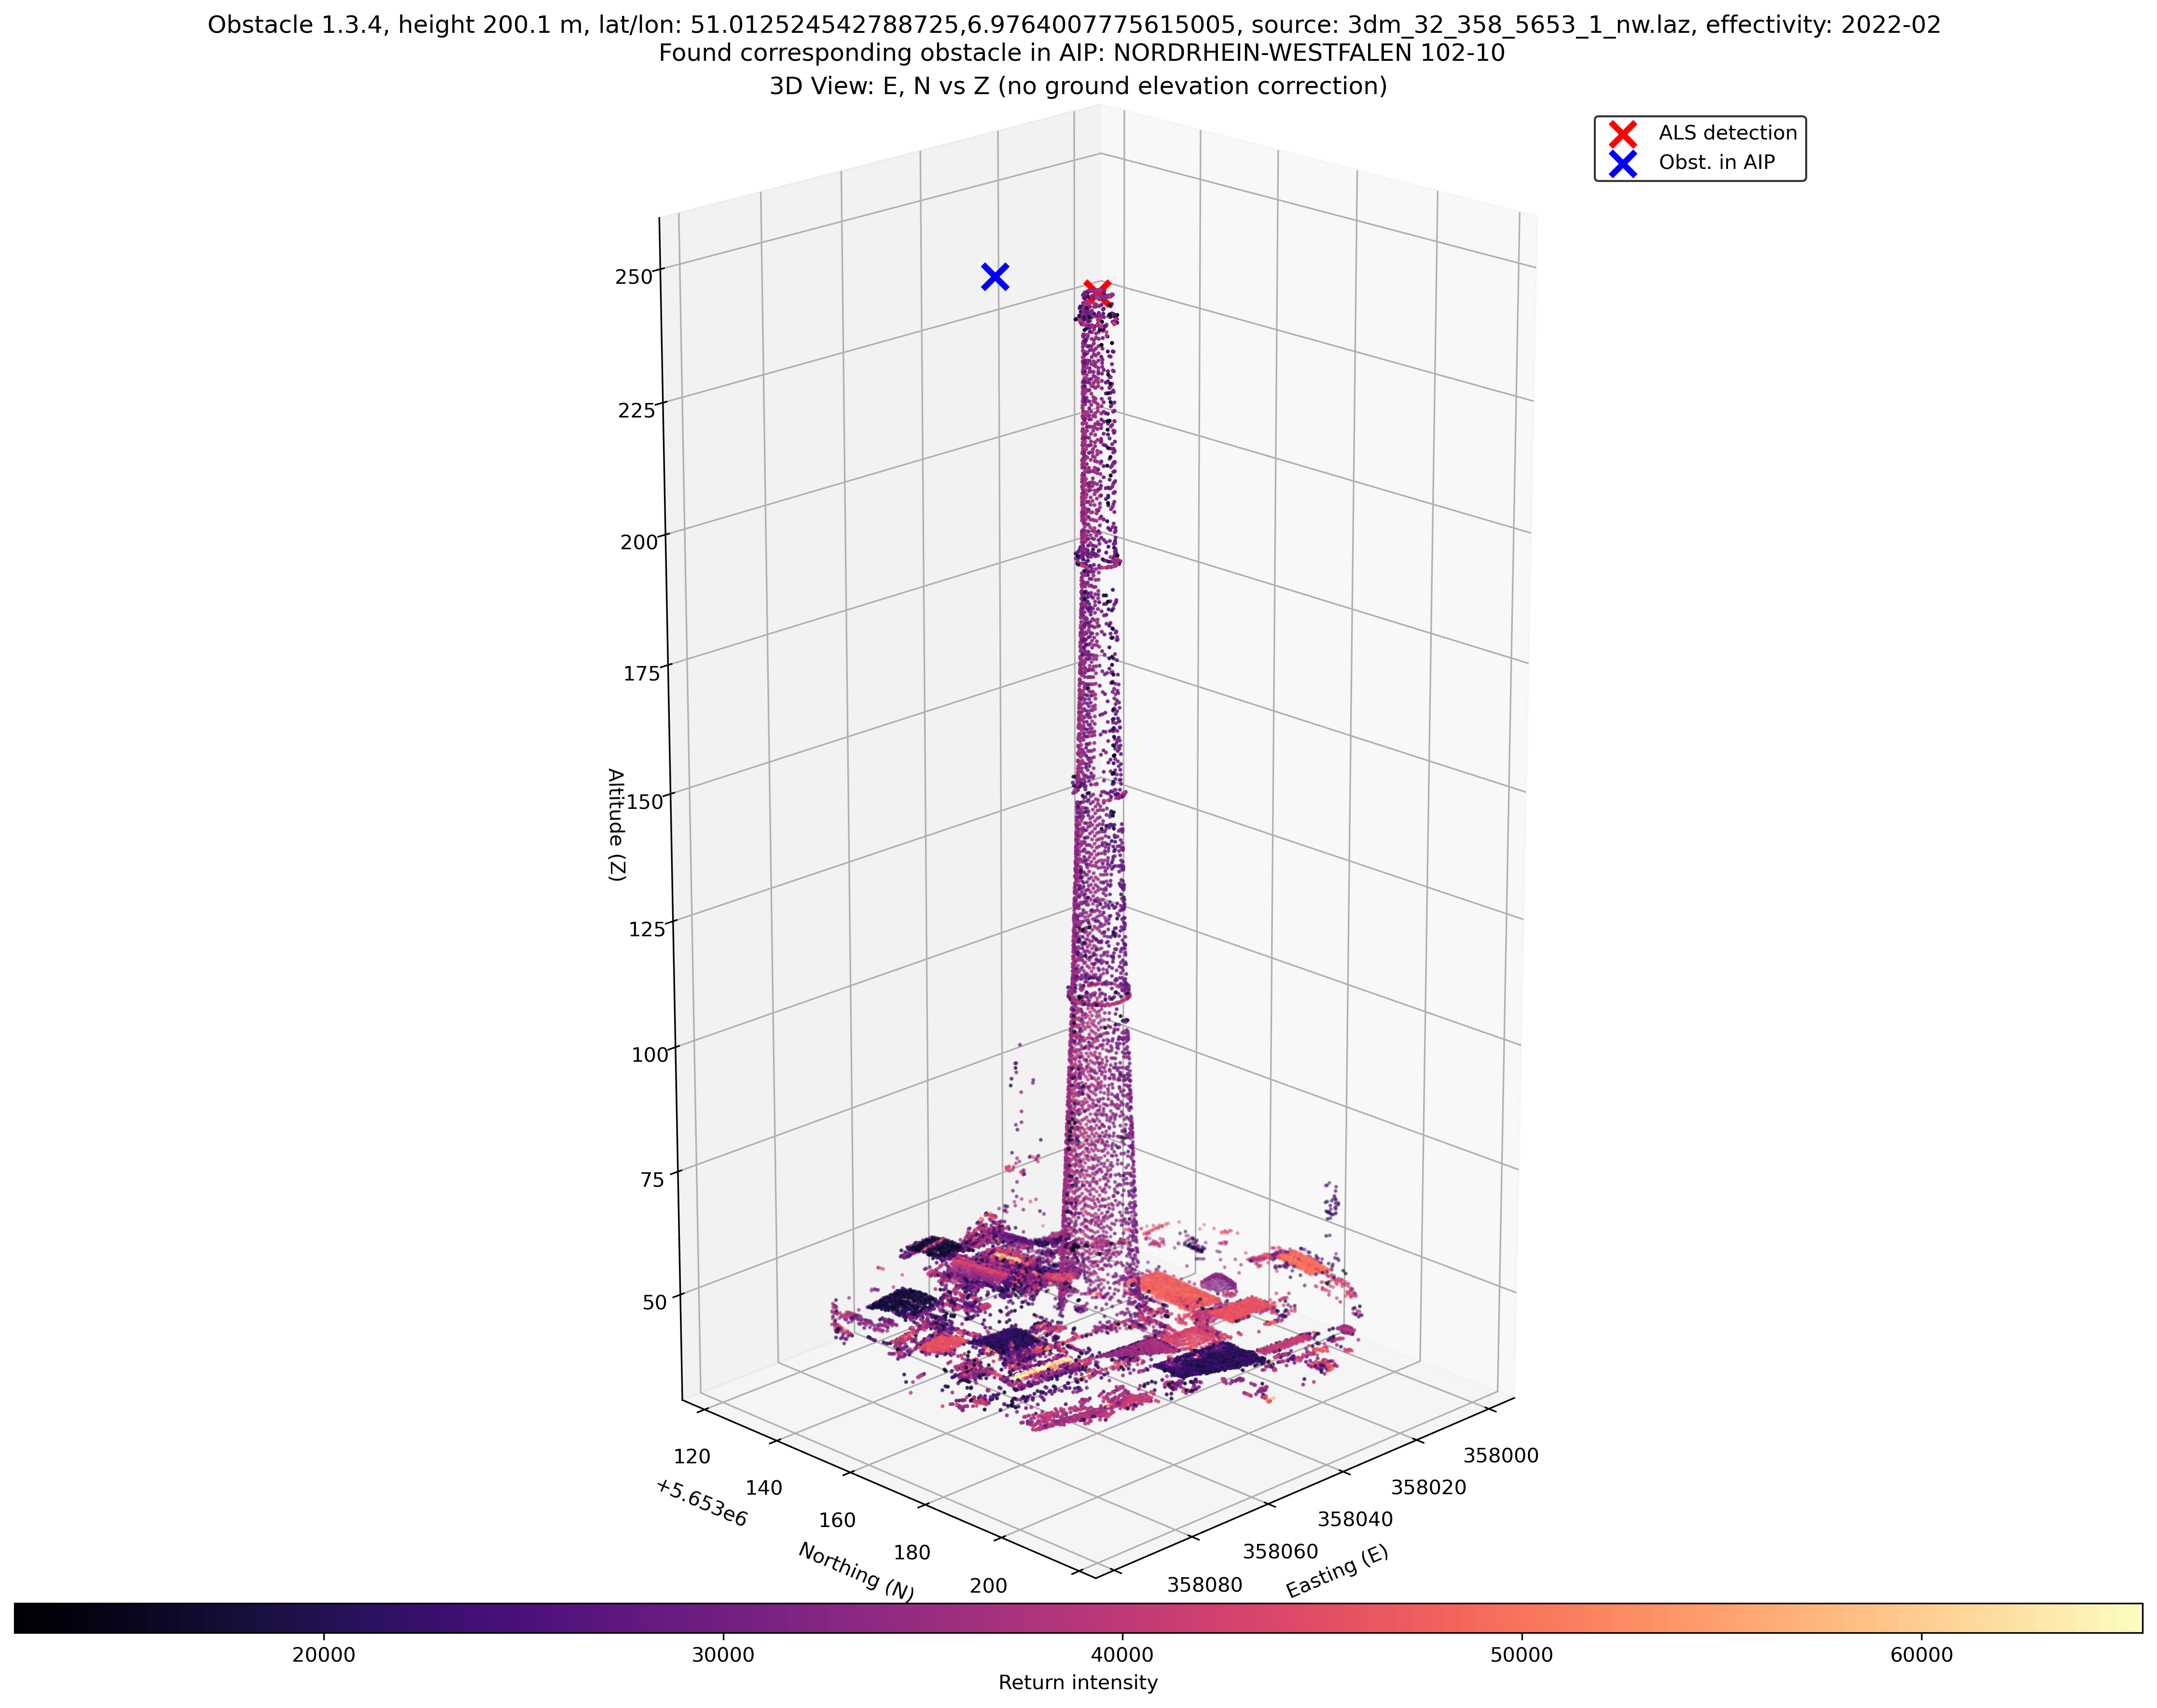 Obstacle 1.3.4, height 200.1 m, lat/lon: 51.012524542788725,6.9764007775615005, source: 3dm_32_358_5653_1_nw.laz, effectivity: 2022-02
Found corresponding obstacle in AIP: NORDRHEIN-WESTFALEN 102-10
3D View: E, N vs Z (no ground elevation correction)
ALS detection
Obst. in AIP
250
225
200
175
150
125
100
75
50
Altitude (Z)
120
140
160
180
200
+5.653e6
Northing (N)
358000
358020
358040
358060
358080
Easting (E)
20000
30000
40000
50000
60000
Return intensity